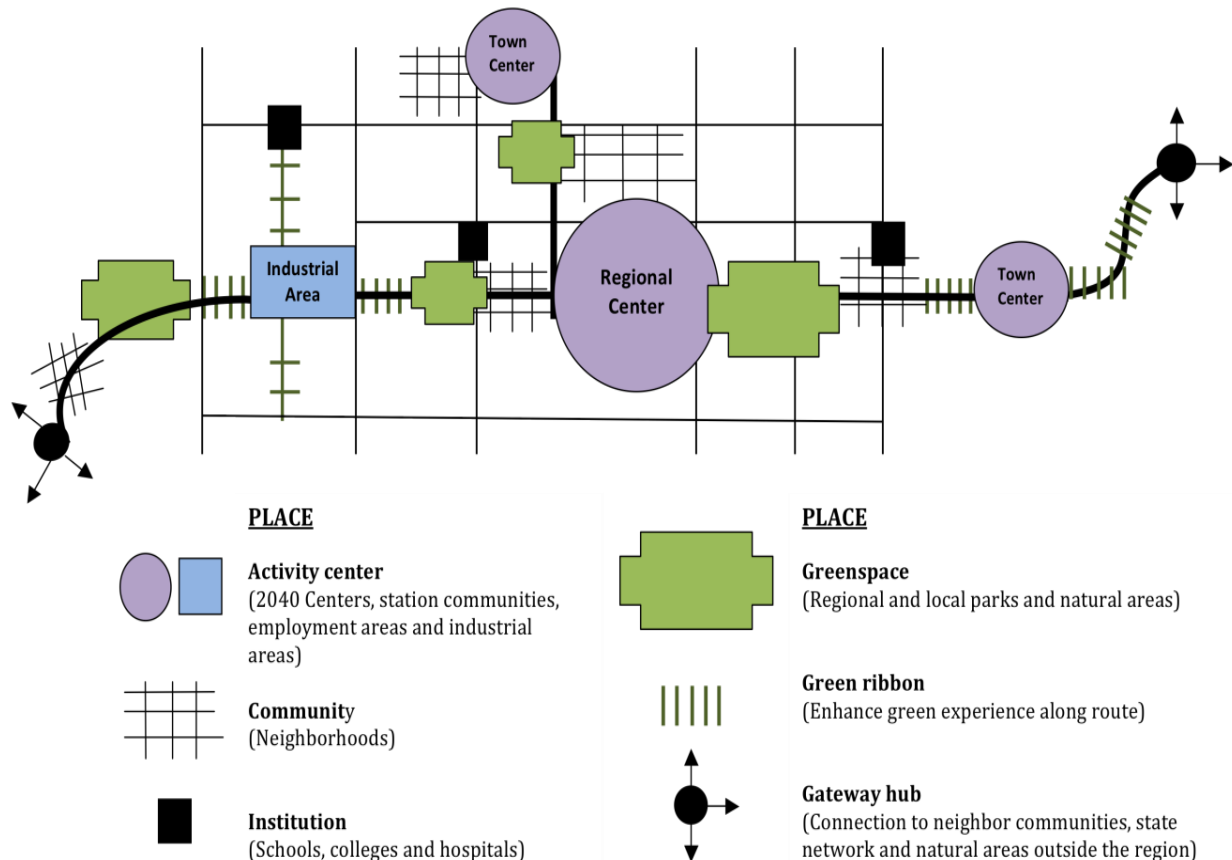 Town
Center
Industrial
Area
Regional
Center
Town
Center
PLACE
Activity center
(2040 Centers, station communities,
employment areas and industrial
areas)
Community
(Neighborhoods)
Institution
(Schools, colleges and hospitals)
PLACE
Greenspace
(Regional and local parks and natural areas)
Green ribbon
(Enhance green experience along route)
Gateway hub
(Connection to neighbor communities, state
network and natural areas outside the region)